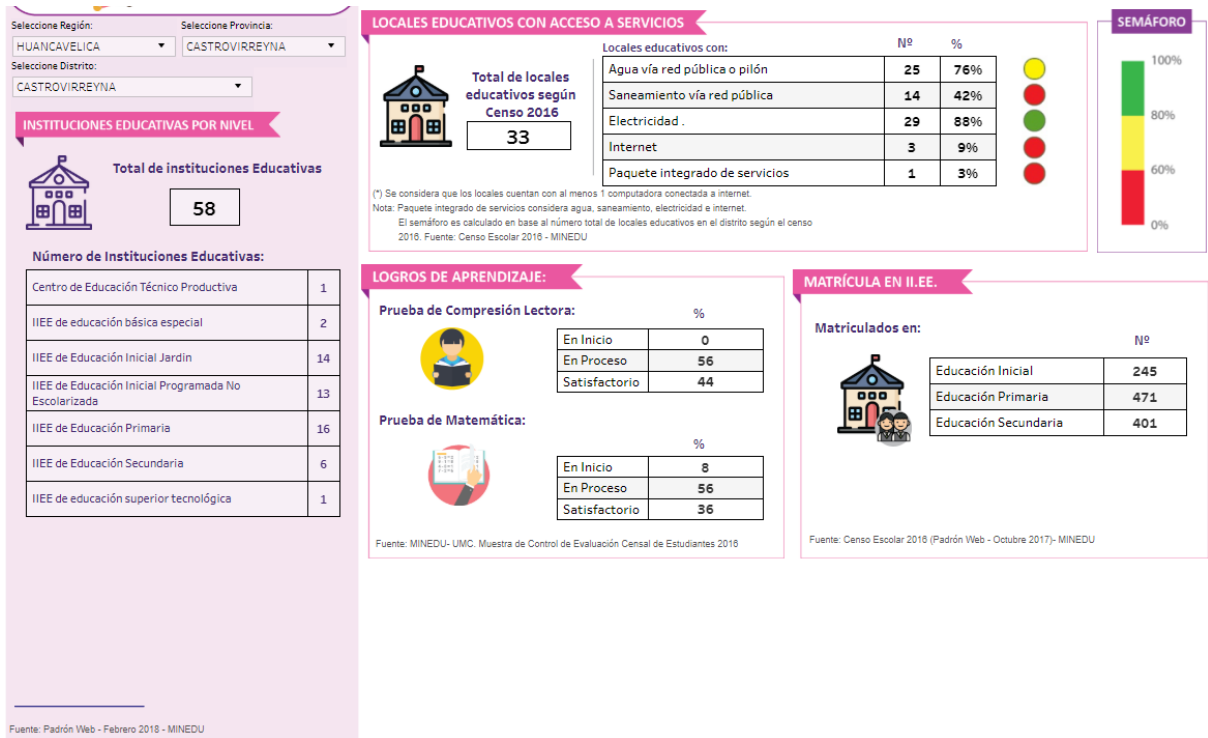 Seleccione Región:
Seleccione Provincia:
HUANCAVELICA
CASTROVIRREYNA
Seleccione Distrito:
CASTROVIRREYNA
INSTITUCIONES EDUCATIVAS POR NIVEL
Total de instituciones Educativas
58
Número de Instituciones Educativas:
Centro de Educación Técnico Productiva 1
IIEE de educación básica especial 2
IIEE de Educación Inicial Jardin 14
IIEE de Educación Inicial Programada No
Escolarizada 13
IIEE de Educación Primaria 16
IIEE de Educación Secundaria 6
IIEE de educación superior tecnológica 1
Fuente: Padrón Web - Febrero 2018 - MINEDU
LOCALES EDUCATIVOS CON ACCESO A SERVICIOS
Total de locales
educativos según
Censo 2016
33
Locales educativos con: Nº %
Agua vía red pública o pilón 25 76%
Saneamiento vía red pública 14 42%
Electricidad . 29 88%
Internet 3 9%
Paquete integrado de servicios 1 3%
(*) Se considera que los locales cuentan con al menos 1 computadora conectada a internet.
Nota: Paquete integrado de servicios considera agua, saneamiento, electricidad e internet.
El semáforo es calculado en base al número total de locales educativos en el distrito según el censo
2016. Fuente: Censo Escolar 2016 - MINEDU
SEMÁFORO
100%
80%
60%
0%
LOGROS DE APRENDIZAJE:
Prueba de Compresión Lectora:
%
En Inicio 0
En Proceso 56
Satisfactorio 44
Prueba de Matemática:
%
En Inicio 8
En Proceso 56
Satisfactorio 36
Fuente: MINEDU- UMC. Muestra de Control de Evaluación Censal de Estudiantes 2016
MATRÍCULA EN II.EE.
Matriculados en:
Nº
Educación Inicial 245
Educación Primaria 471
Educación Secundaria 401
Fuente: Censo Escolar 2016 (Padrón Web - Octubre 2017)- MINEDU